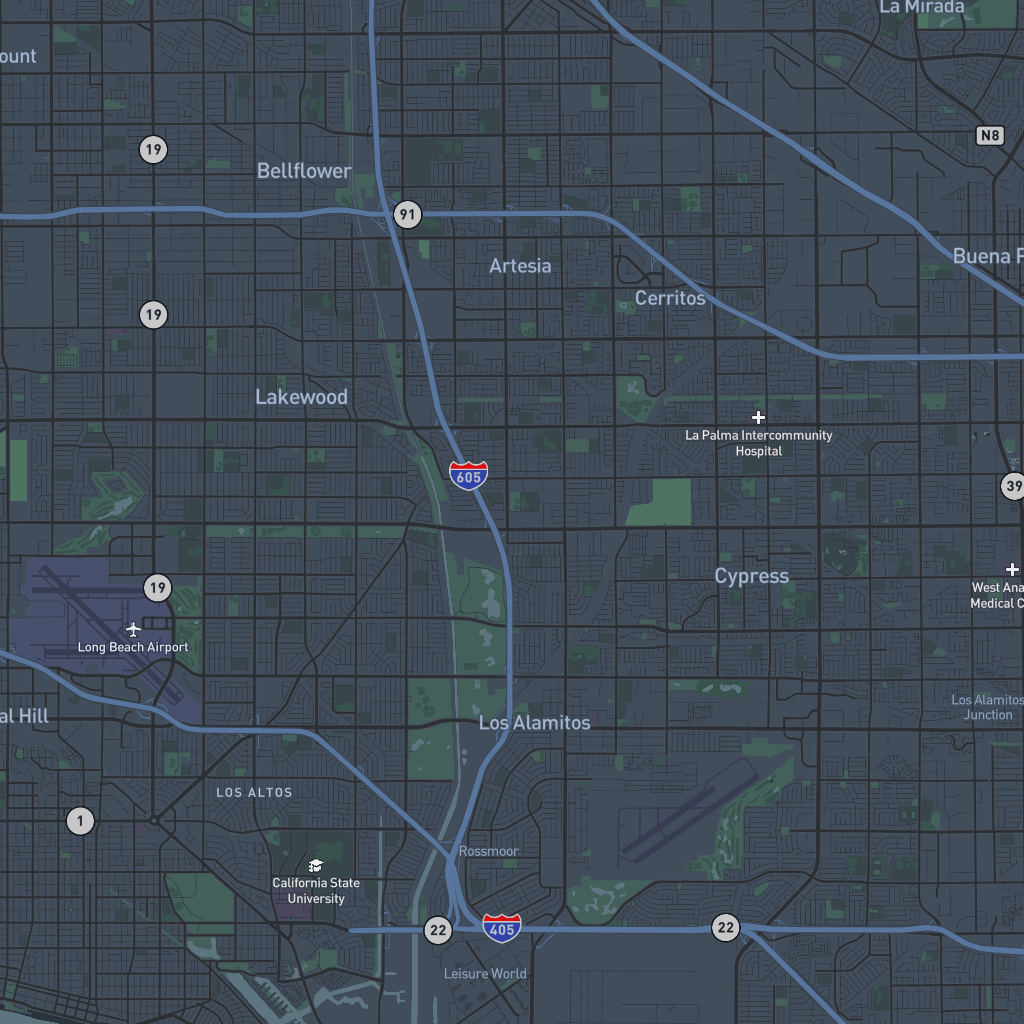 La Mirada
ount
N8
19
Bellflower
91
Buena P
Artesia
Cerritos
19
Lakewood
La Palma Intercommunity
Hospital
605
39
Cypress
19
West Ana
Medical C
Long Beach Airport
al Hill
Los Alamitos
Los Alamitos
Junction
LOS ALTOS
1
Rossmoor
California State
University
22
405
22
Leisure World